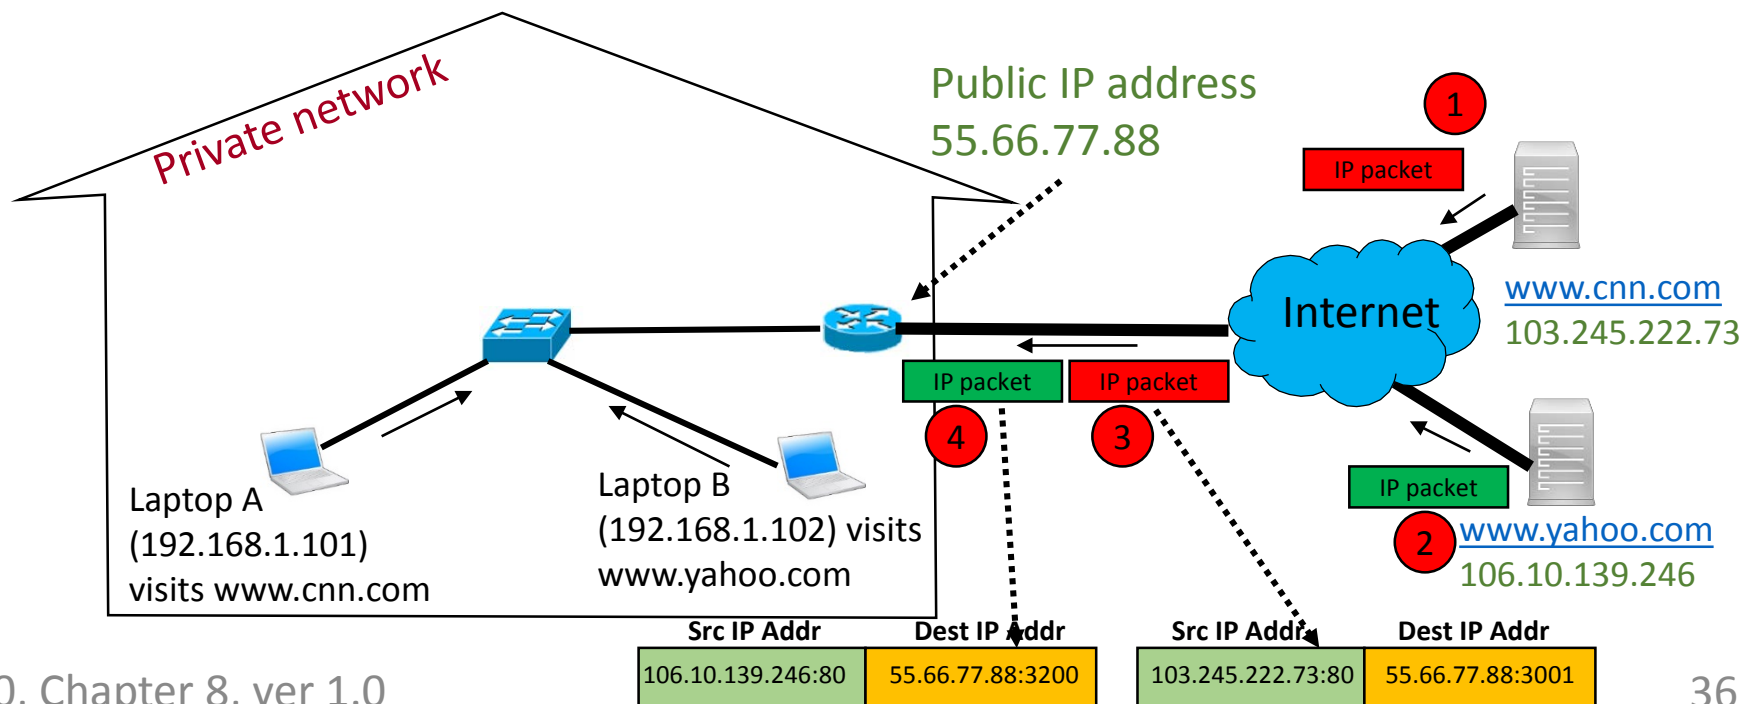 Private network
Public IP address
55.66.77.88
1
IP packet
www.cnn.com
103.245.222.73
Internet
IP packet
IP packet
4
3
IP packet
2
www.yahoo.com
106.10.139.246
Laptop A
(192.168.1.101)
visits www.cnn.com
Laptop B
(192.168.1.102) visits
www.yahoo.com
Src IP Addr
Dest IP Addr
106.10.139.246:80
55.66.77.88:3200
Src IP Addr
Dest IP Addr
103.245.222.73:80
55.66.77.88:3001
0, Chapter 8, ver 1.0
36